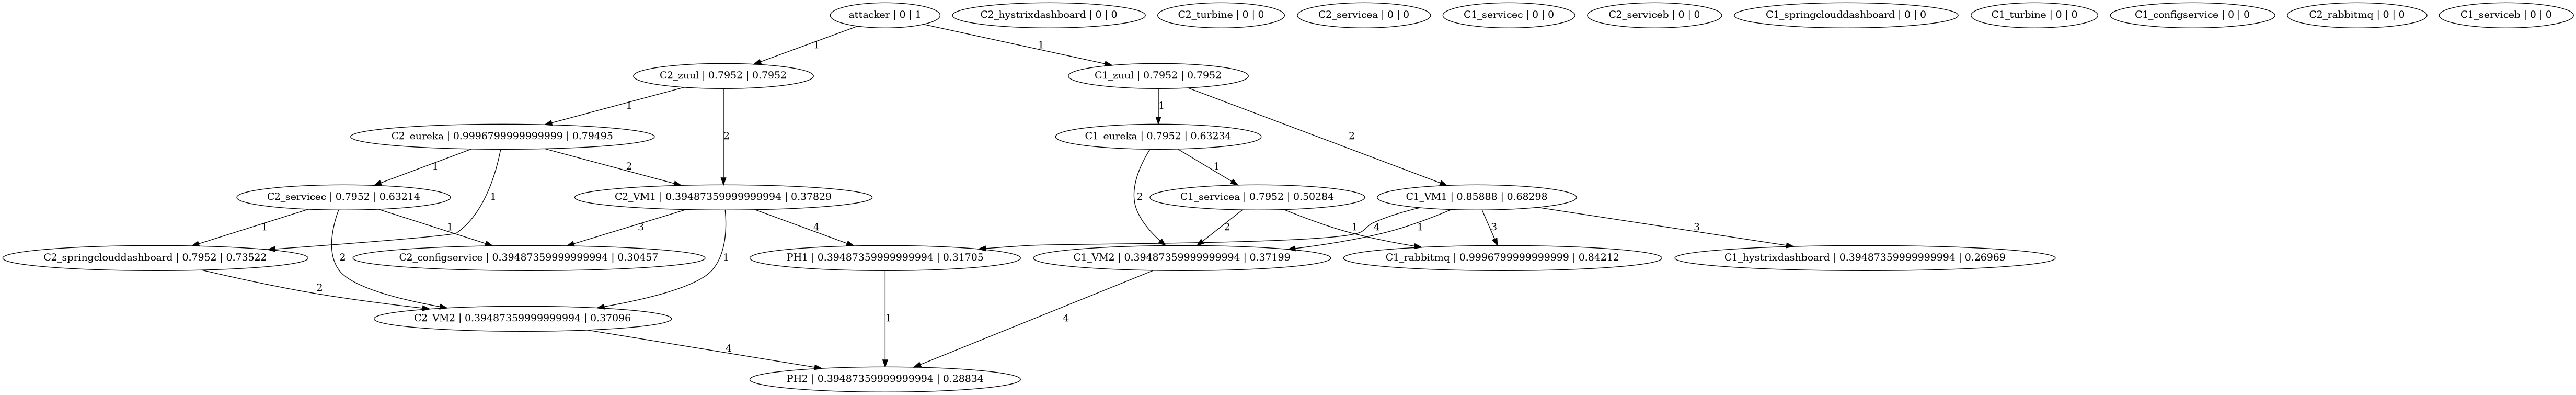 attacker | 0 | 1
C2_hystrixdashboard | 0 | 0
C2_turbine | 0 | 0
C2_servicea | 0 | 0
C1_servicec | 0 | 0
C2_serviceb | 0 | 0
C1_springclouddashboard | 0 | 0
C1_turbine | 0 | 0
C1_configservice | 0 | 0
C2_rabbitmq | 0 | 0
C1_serviceb | 0 | 0
1
1
C2_zuul | 0.7952 | 0.7952
C1_zuul | 0.7952 | 0.7952
1
2
1
2
C2_eureka | 0.9996799999999999 | 0.79495
C1_eureka | 0.7952 | 0.63234
1
1
2
2
1
C2_servicec | 0.7952 | 0.63214
C2_VM1 | 0.39487359999999994 | 0.37829
C1_servicea | 0.7952 | 0.50284
C1_VM1 | 0.85888 | 0.68298
1
2
1
3
1
4
2
1
4
1
3
3
C2_springclouddashboard | 0.7952 | 0.73522
C2_configservice | 0.39487359999999994 | 0.30457
PH1 | 0.39487359999999994 | 0.31705
C1_VM2 | 0.39487359999999994 | 0.37199
C1_rabbitmq | 0.9996799999999999 | 0.84212
C1_hystrixdashboard | 0.39487359999999994 | 0.26969
2
C2_VM2 | 0.39487359999999994 | 0.37096
1
4
4
PH2 | 0.39487359999999994 | 0.28834